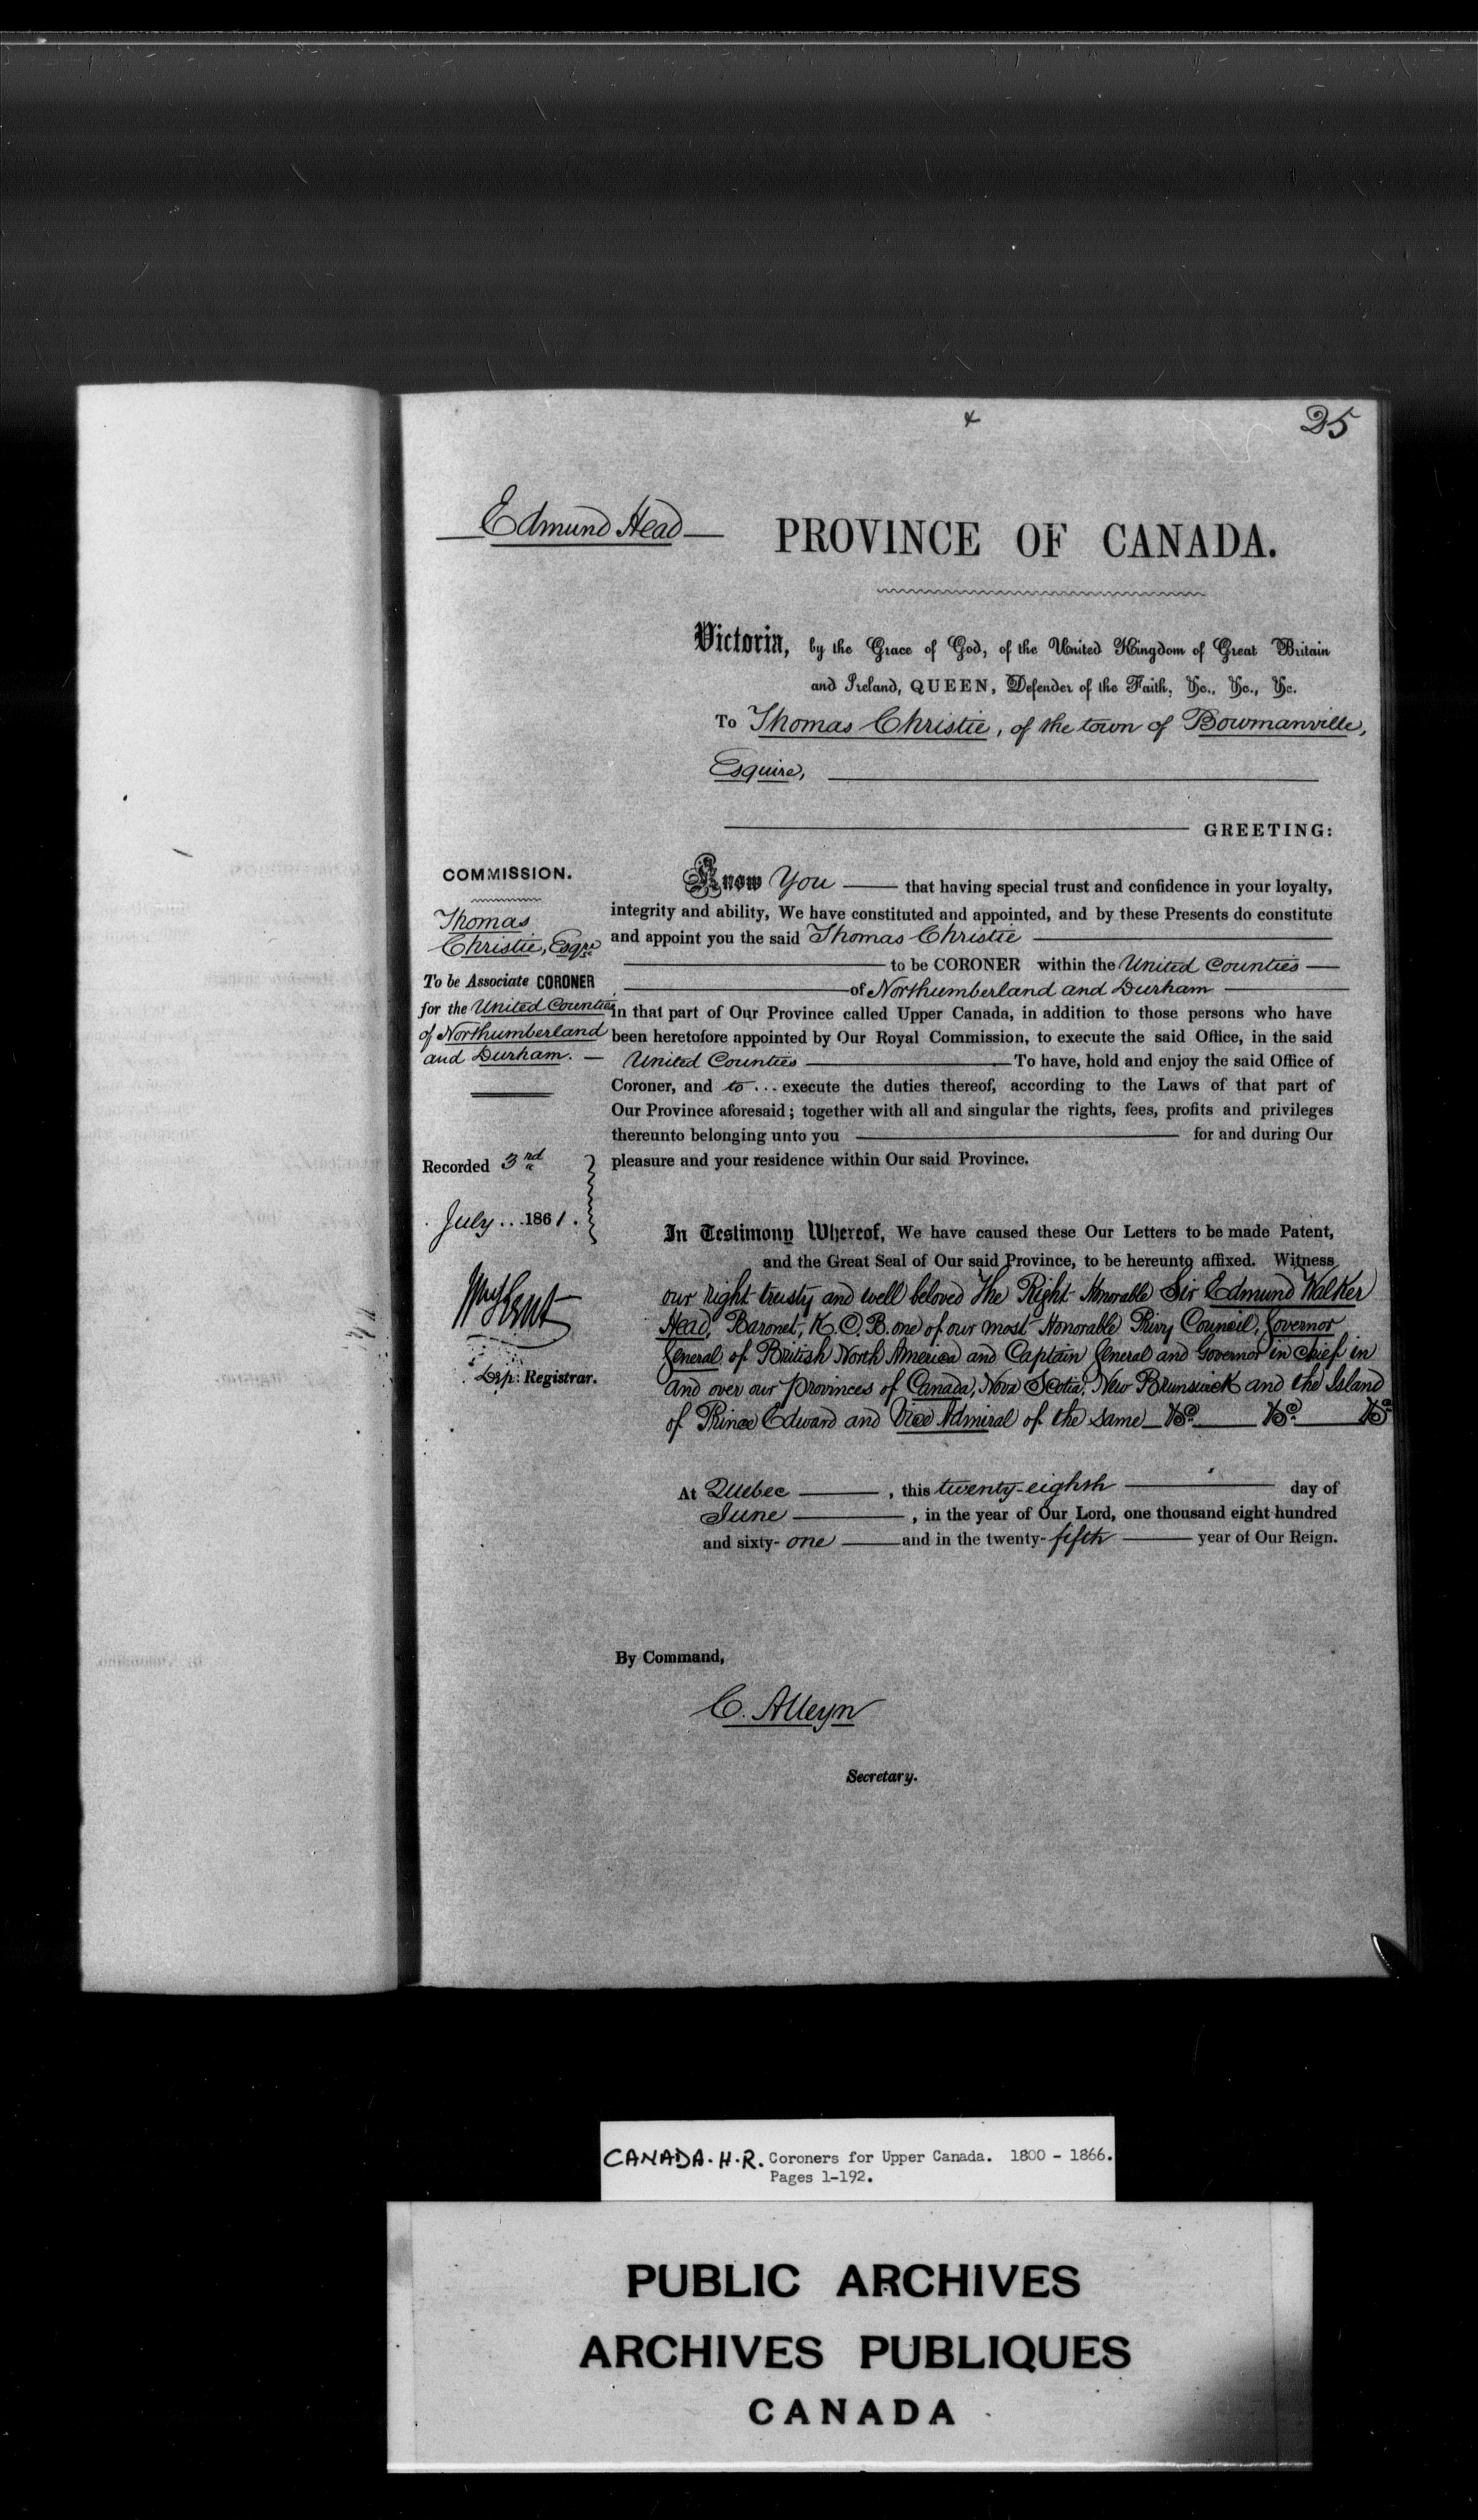 25
Edmund Head
PROVINCE OF CANADA.
Victoria, by the Grace of God, of the United Kingdom of Great Britain
and Ireland, QUEEN, Defender of the Faith, &c., &c., &c.
To Thomas Christie, of the town of Bowmanville,
Esquire,
GREETING:
COMMISSION.
Thomas
Christie, Esqre
To be Associate CORONER
for the United Counties
of Northumberland
and Durham.
Recorded 3rd
July 1861.
Dep: Registrar.
Know You that having special trust and confidence in your loyalty,
integrity and ability, We have constituted and appointed, and by these Presents do constitute
and appoint you the said Thomas Christie
to be CORONER within the United Counties
of Northumberland and Durham
in that part of Our Province called Upper Canada, in addition to those persons who have
been heretofore appointed by Our Royal Commission, to execute the said Office, in the said
United Counties To have, hold and enjoy the said Office of
Coroner, and to ... execute the duties thereof, according to the Laws of that part of
Our Province aforesaid; together with all and singular the rights, fees, profits and privileges
thereunto belonging unto you for and during Our
pleasure and your residence within Our said Province.
In Testimony Whereof, We have caused these Our Letters to be made Patent,
and the Great Seal of Our said Province, to be hereunto affixed. Witness
our right trusty and well beloved The Right Honorable Sir Edmund Walker
Head, Baronet, K.C.B. one of our most Honorable Privy Council, Governor
General of British North America and Captain General and Governor in chief in
and over our Provinces of Canada, Nova Scotia, New Brunswick and the Island
of Prince Edward and Vice Admiral of the same &c. &c. &c.
At Quebec, this twenty-eighth day of
June, in the year of Our Lord, one thousand eight hundred
and sixty-one and in the twenty-fifth year of Our Reign.
By Command,
C. Alleyn
Secretary.
CANADA. H.R. Coroners for Upper Canada. 1800 - 1866.
Pages 1-192.
PUBLIC ARCHIVES
ARCHIVES PUBLIQUES
CANADA